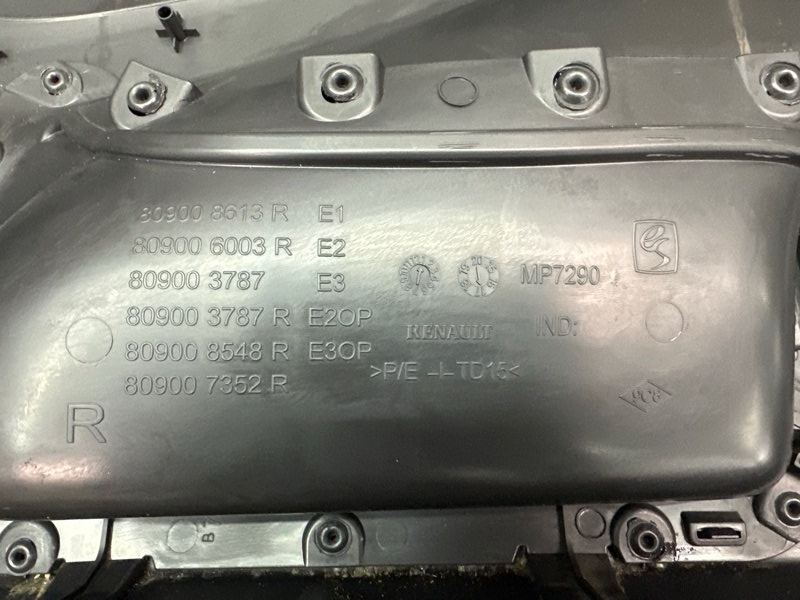 80900 8613 R E1
80900 6003 R E2
80900 3787 E3
80900 3787 R E2OP
80900 8548 R E3OP
80900 7352 R
R
MP7290
RENAULT
IND:
>P/E-I-TD15<